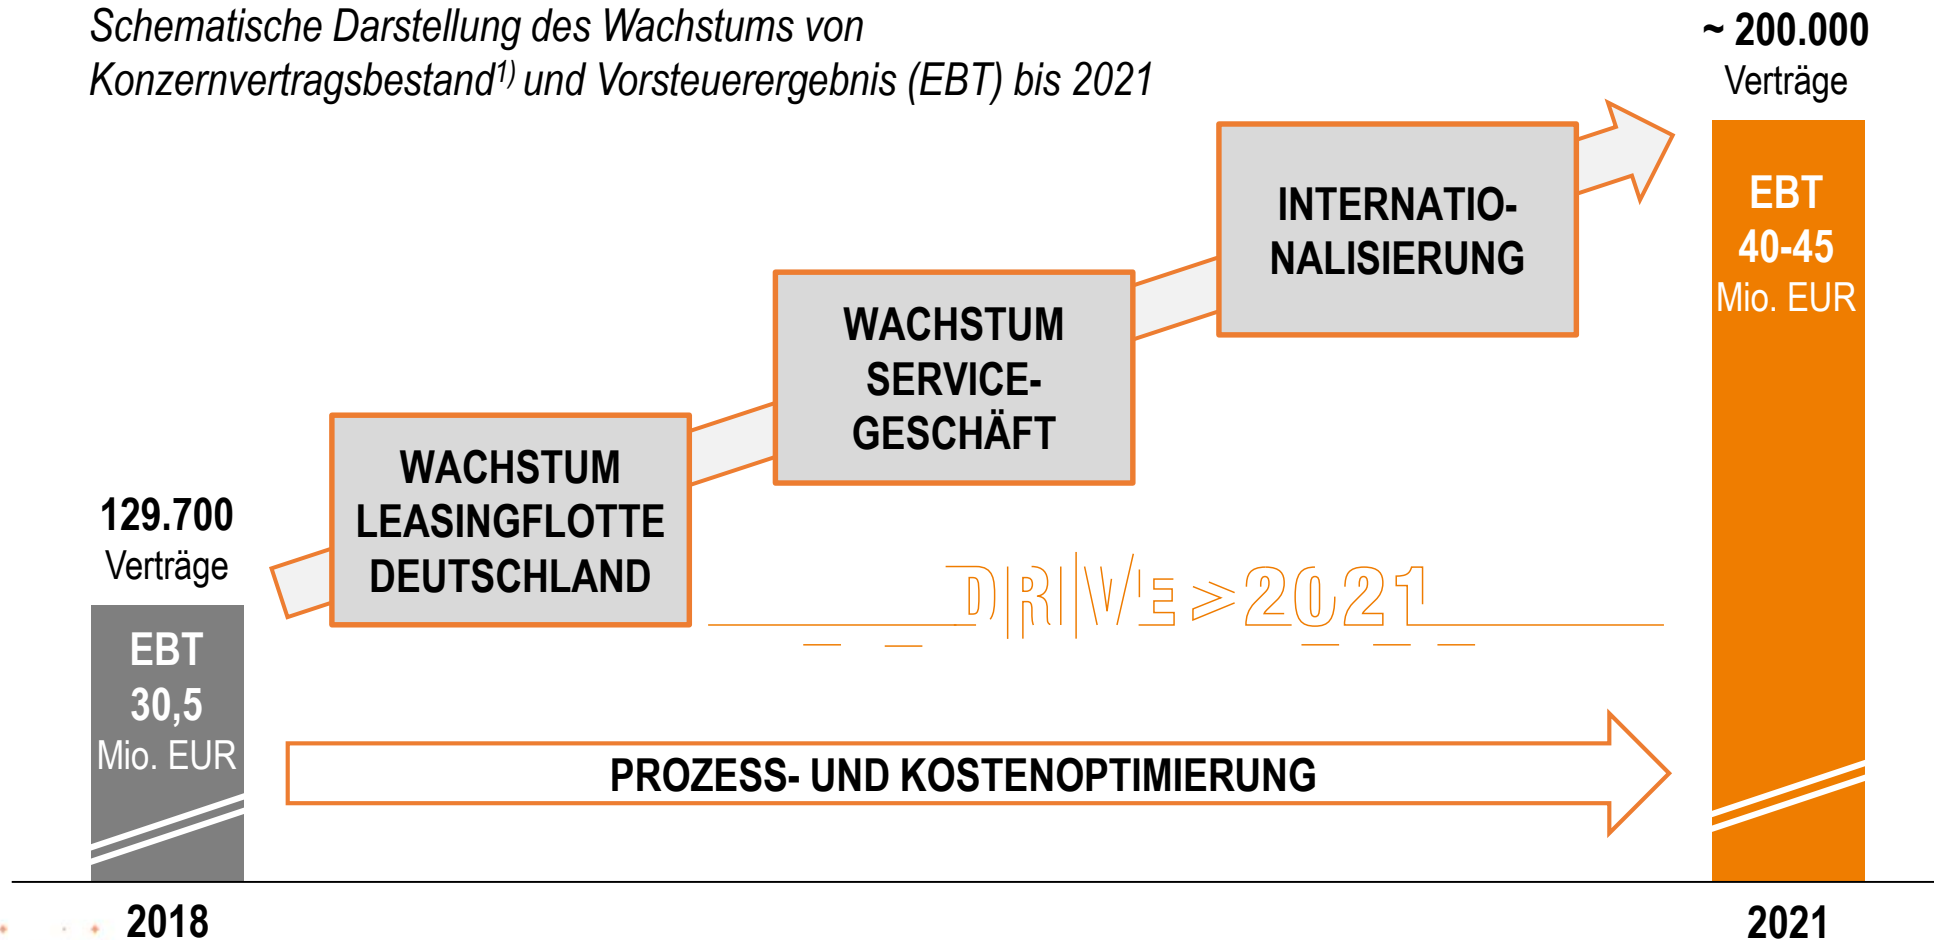 Schematische Darstellung des Wachstums von
Konzernvertragsbestand1) und Vorsteuerergebnis (EBT) bis 2021
~ 200.000
Verträge
EBT
40-45
Mio. EUR
INTERNATIO-
NALISIERUNG
WACHSTUM
SERVICE-
GESCHÄFT
WACHSTUM
LEASINGFLOTTE
DEUTSCHLAND
129.700
Verträge
EBT
30,5
Mio. EUR
DRIVE>2021
PROZESS- UND KOSTENOPTIMIERUNG
2018
2021